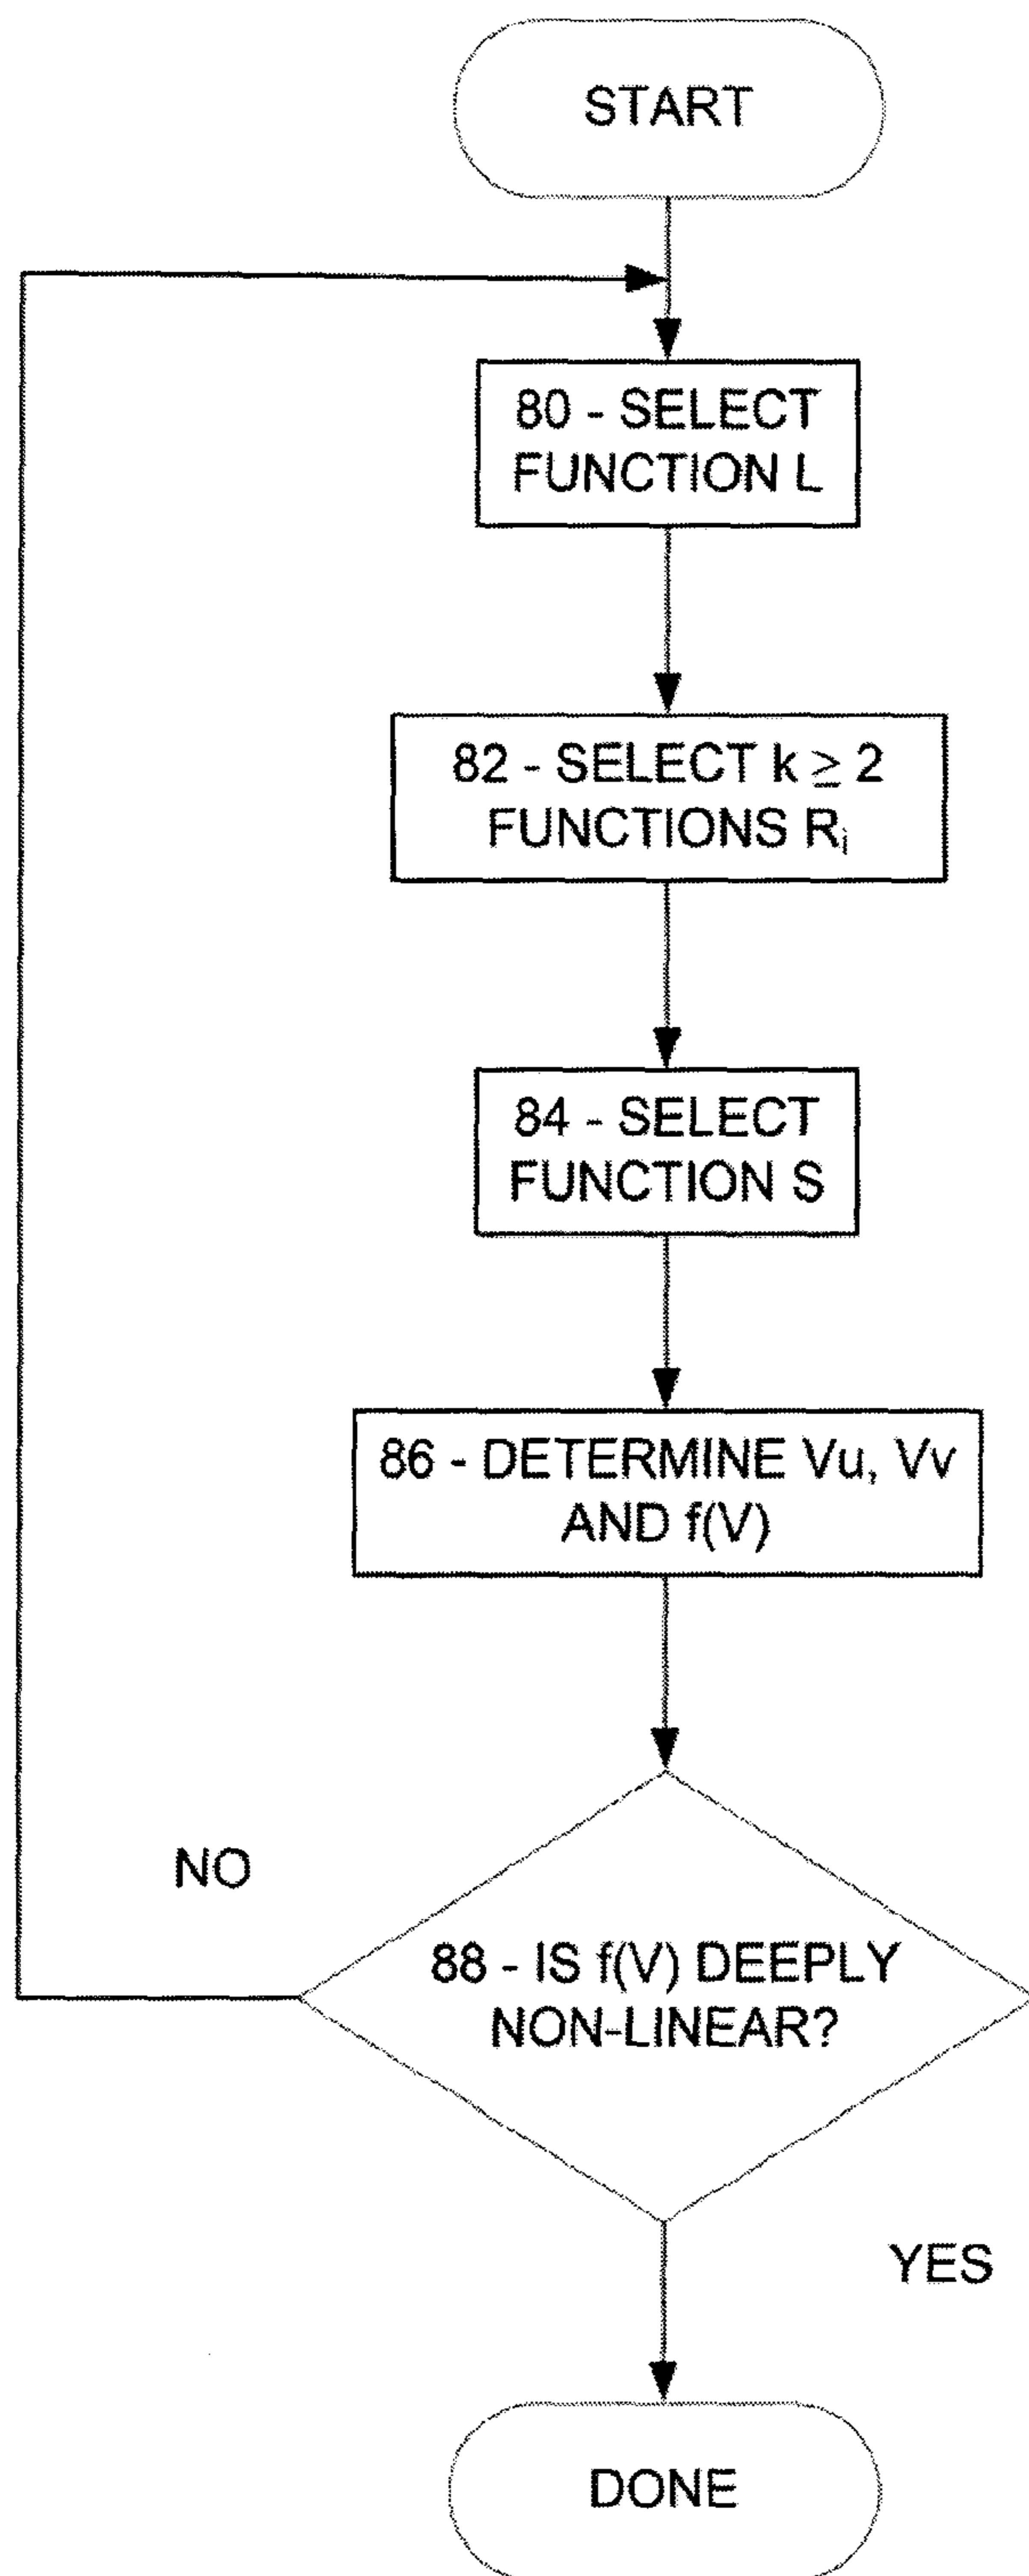 START
80 - SELECT
FUNCTION L
82 - SELECT k ≥ 2
FUNCTIONS Rᵢ
84 - SELECT
FUNCTION S
86 - DETERMINE Vu, Vv
AND f(V)
NO
88 - IS f(V) DEEPLY
NON-LINEAR?
YES
DONE